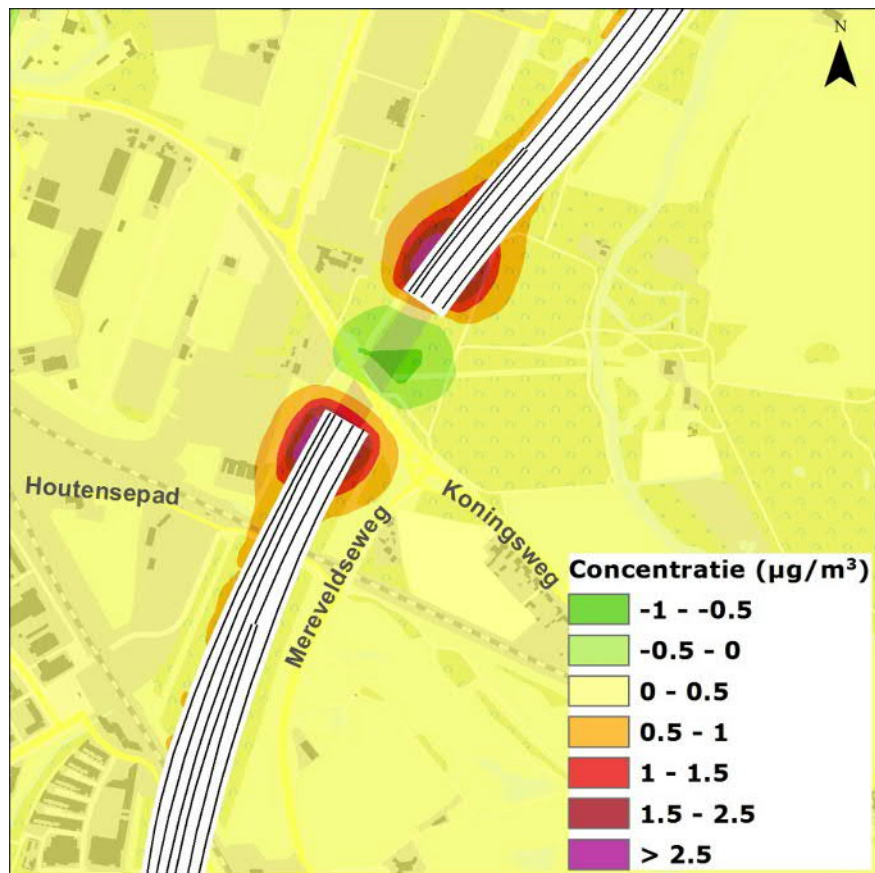 N
Houtensepad
Koningsweg
Mereveldseweg
Concentratie (µg/m³)
-1 - -0.5
-0.5 - 0
0 - 0.5
0.5 - 1
1 - 1.5
1.5 - 2.5
> 2.5